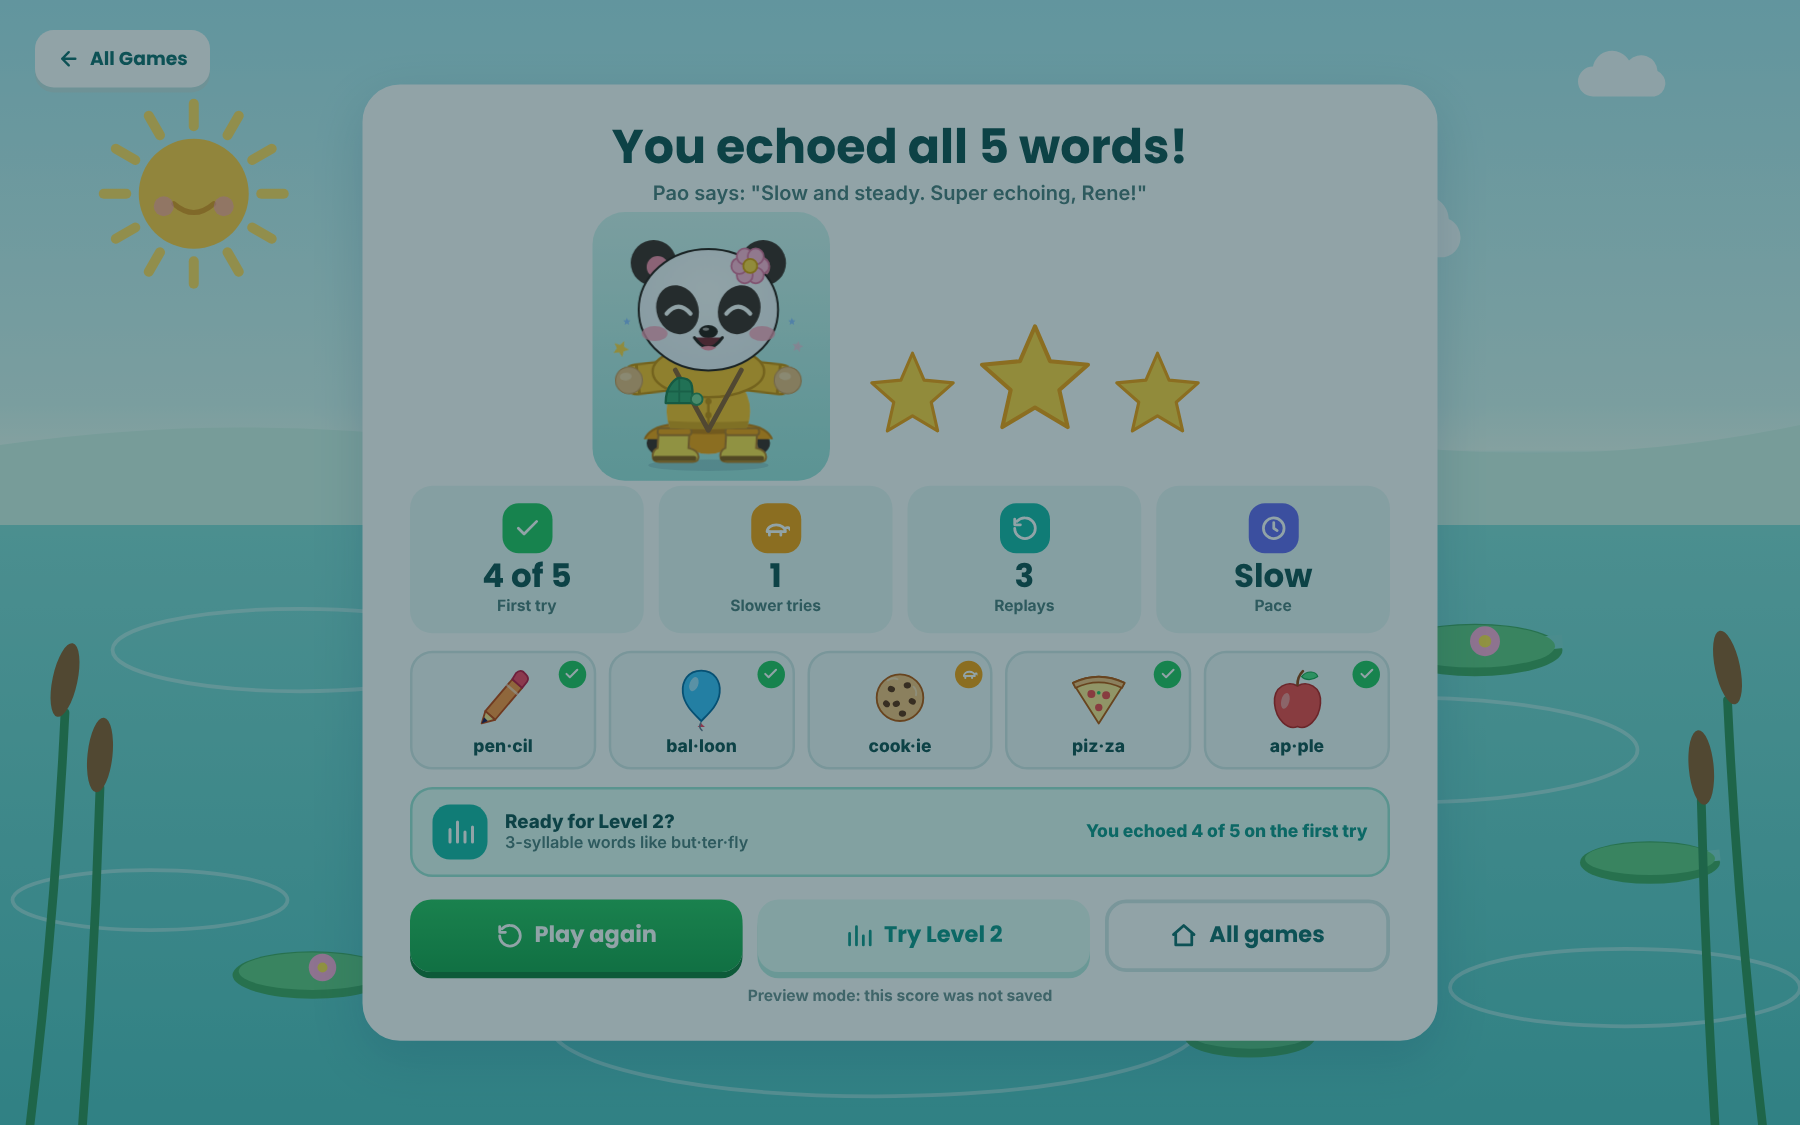 All Games
You echoed all 5 words!
Pao says: "Slow and steady. Super echoing, Rene!"
4 of 5
First try
1
Slower tries
3
Replays
Slow
Pace
pen·cil
bal·loon
cook·ie
piz·za
ap·ple
Ready for Level 2?
3-syllable words like but·ter·fly
You echoed 4 of 5 on the first try
Play again
Try Level 2
All games
Preview mode: this score was not saved